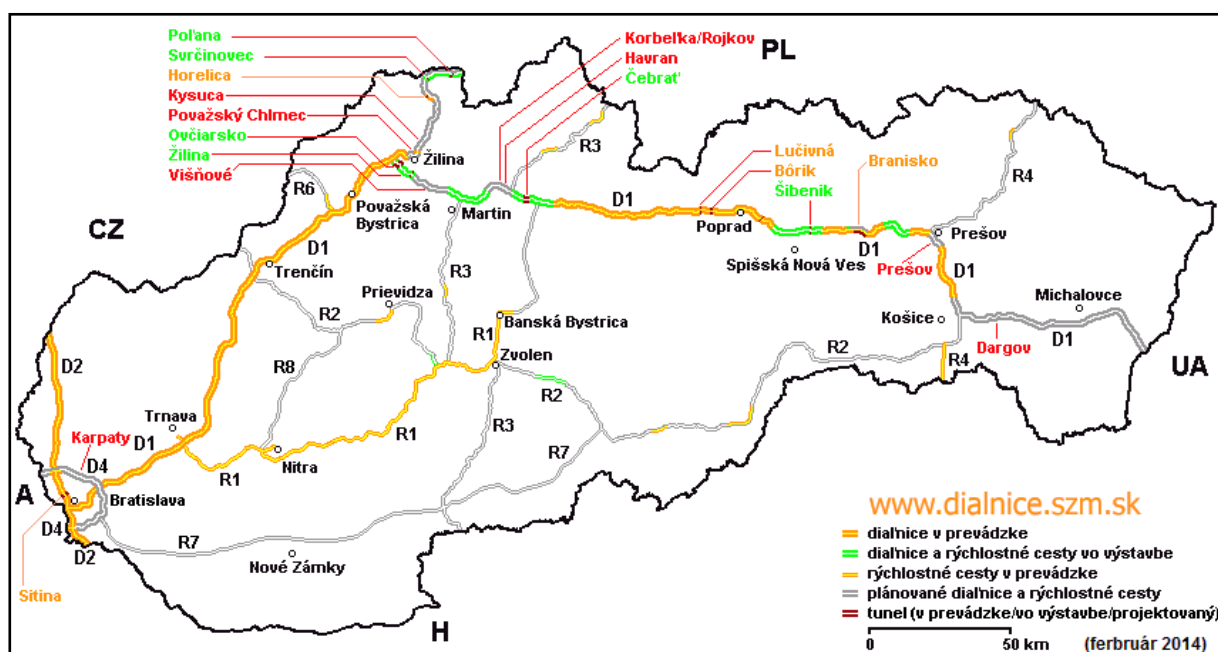 Poľana
Svrčinovec
Horelica
Kysuca
Považský Chlmec
Ovčiarsko
Žilina
Višňové
Korbeľka/Rojkov
Havran
Čebrať
PL
R3
Žilina
Lučivná
Bôrik
Šibenik
Branisko
R4
R6
Považská
Bystrica
Martin
D1
Poprad
D1
Prešov
CZ
D1
Spišská Nová Ves
Prešov
D1
Trenčín
R3
Prievidza
Michalovce
R2
Banská Bystrica
R1
Košice
Zvolen
Dargov
D1
D2
R8
R2
R4
UA
R2
Trnava
Karpaty
D1
R3
R1
D4
R7
Nitra
R1
A
Bratislava
www.dialnice.szm.sk
D4
D2
R7
diaľnice v prevádzke
diaľnice a rýchlostné cesty vo výstavbe
Nové Zámky
rýchlostné cesty v prevádzke
Sitina
plánované diaľnice a rýchlostné cesty
tunel (v prevádzke/vo výstavbe/projektovaný)
H
0 50 km (ferbruár 2014)